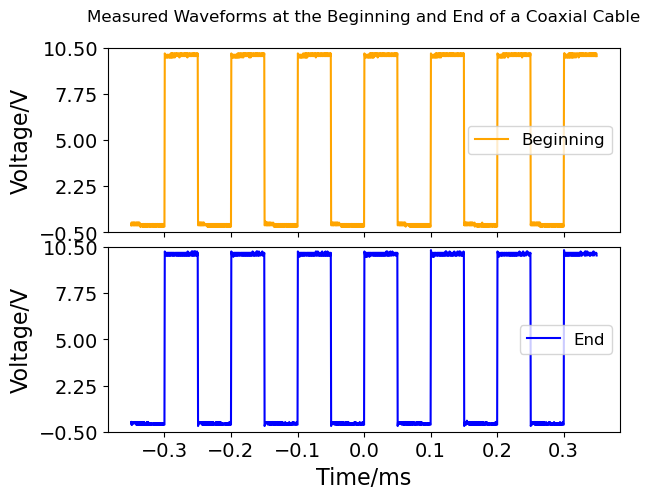 Measured Waveforms at the Beginning and End of a Coaxial Cable
10.50
7.75
5.00
2.25
−0.50
Voltage/V
Beginning
10.50
7.75
5.00
2.25
−0.50
Voltage/V
End
−0.3 −0.2 −0.1 0.0 0.1 0.2 0.3
Time/ms